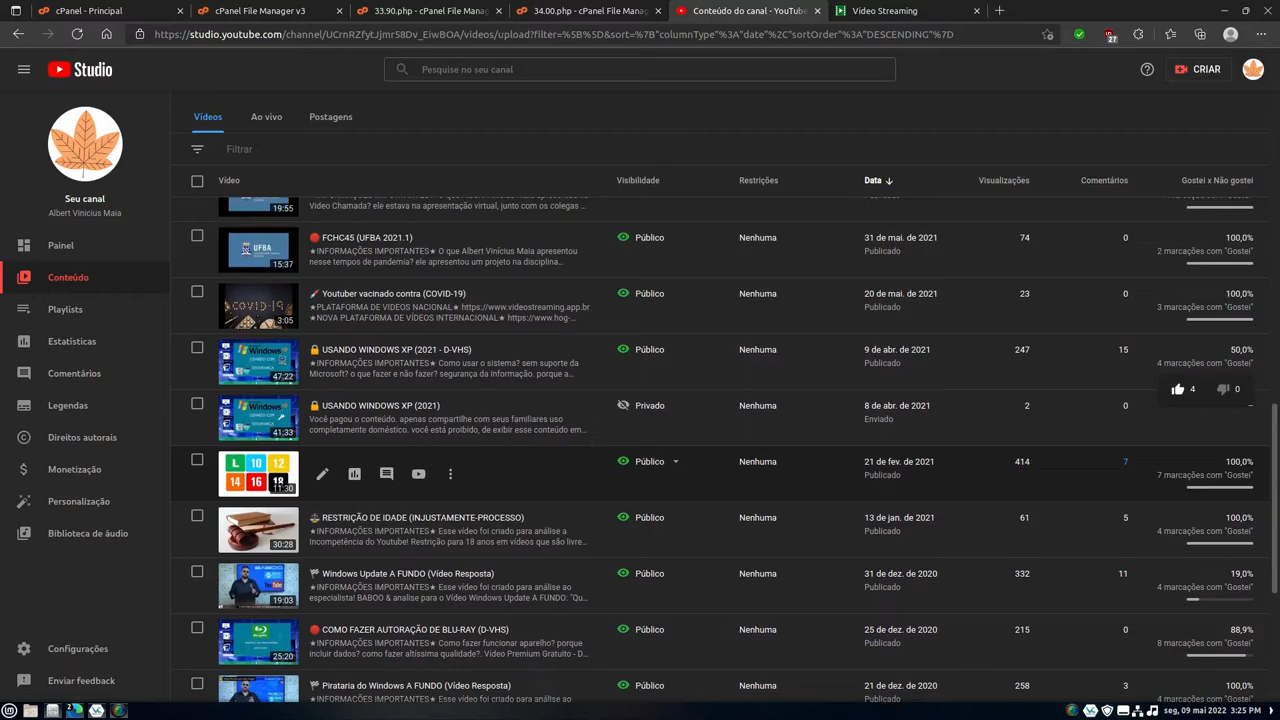 cPanel - Principal
cPanel File Manager v3
33.90.php - cPanel File Mana
34.00.php - cPanel File Manag
Conteúdo do canal - YouTube
Vídeo Streaming
https://studio.youtube.com/channel/UCrnRZfytJjmr58Dv_EiwBOA/videos/upload?filter=%5B%5D&sort=%7B"columnType"%3A"date"%2C"sortOrder"%3A"DESCENDING"%7D
27
Studio
Pesquise no seu canal
CRIAR
Seu canal
Albert Vinicius Maia
Painel
Conteúdo
Playlists
Estatísticas
Comentários
Legendas
Direitos autorais
Monetização
Personalização
Biblioteca de áudio
Configurações
Enviar feedback
Vídeos Ao vivo Postagens
Filtrar
Vídeo Visibilidade Restrições Data Visualizações Comentários Gostei x Não gostei
19:55
Video Chamada? ele estava na apresentação virtual, junto com os colegas ...
UFBA
15:37
FCHC45 (UFBA 2021.1)
★INFORMAÇÕES IMPORTANTES★ O que Albert Vinícius Maia apresentou
nesse tempos de pandemia? ele apresentou um projeto na disciplina...
Público Nenhuma 31 de mai. de 2021 74 0 100,0%
Publicado 2 marcações com "Gostei"
COVID-19
3:05
Youtuber vacinado contra (COVID-19)
★PLATAFORMA DE VIDEOS NACIONAL★ https://www.videostreaming.app.br
★NOVA PLATAFORMA DE VÍDEOS INTERNACIONAL★ https://www.hog-...
Público Nenhuma 20 de mai. de 2021 23 0 100,0%
Publicado 3 marcações com "Gostei"
Windows
47:22
USANDO WINDOWS XP (2021 - D-VHS)
★INFORMAÇÕES IMPORTANTES★ Como usar o sistema? sem suporte da
Microsoft? o que fazer e não fazer? segurança da informação. porque a...
Público Nenhuma 9 de abr. de 2021 247 50,0%
Publicado 4 marcações com "Gostei"
4 0
Windows
41:33
USANDO WINDOWS XP (2021)
Você pagou o conteúdo. apenas compartilhe com seus familiares uso
completamente doméstico. você está proibido, de exibir esse conteúdo em...
Privado Nenhuma 8 de abr. de 2021 2 –
Enviado
L 10 12
14 16 18
11:30
Público Nenhuma 21 de fev. de 2021 414 7 100,0%
Publicado 7 marcações com "Gostei"
30:28
RESTRIÇÃO DE IDADE (INJUSTAMENTE-PROCESSO)
★INFORMAÇÕES IMPORTANTES★ Esse vídeo foi criado para análise a
Incompetência do Youtube! Restrição para 18 anos em vídeos que são livre...
Público Nenhuma 13 de jan. de 2021 61 5 100,0%
Publicado 4 marcações com "Gostei"
BABOO
19:03
Windows Update A FUNDO (Vídeo Resposta)
★INFORMAÇÕES IMPORTANTES★ Esse vídeo foi criado para análise ao
especialista! BABOO & analise para o Vídeo Windows Update A FUNDO: "Qu...
Público Nenhuma 31 de dez. de 2020 332 11 19,0%
Publicado 4 marcações com "Gostei"
25:20
COMO FAZER AUTORAÇÃO DE BLU-RAY (D-VHS)
★INFORMAÇÕES IMPORTANTES★ Como fazer funcionar aparelho? porque
incluir dados? como fazer altíssima qualidade?. Vídeo Premium Gratuito - D...
Público Nenhuma 25 de dez. de 2020 215 5 88,9%
Publicado 8 marcações com "Gostei"
Pirataria do Windows A FUNDO (Vídeo Resposta)
Público Nenhuma 21 de dez. de 2020 258 4 100,0%
seg, 09 mai 2022 3:25 PM